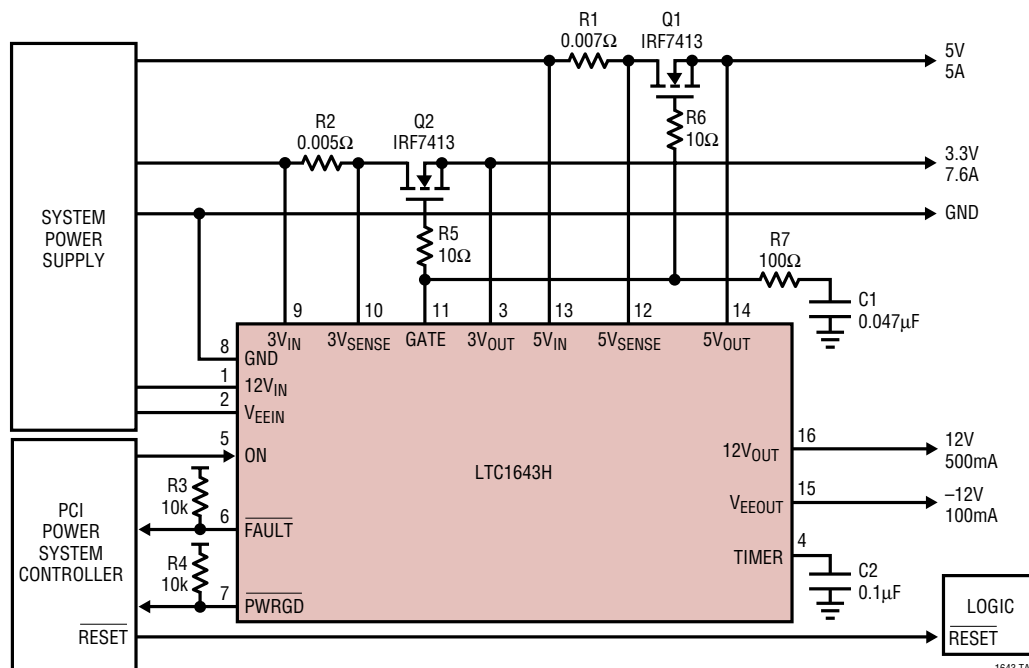 R1
0.007Ω
Q1
IRF7413
5V
5A
R6
10Ω
R2
0.005Ω
Q2
IRF7413
3.3V
7.6A
GND
SYSTEM
POWER
SUPPLY
R5
10Ω
R7
100Ω
C1
0.047µF
9
10
11
3
13
12
14
3VIN
3VSENSE
GATE
3VOUT
5VIN
5VSENSE
5VOUT
8
GND
1
12VIN
2
VEEIN
5
ON
LTC1643H
16
12VOUT
12V
500mA
15
VEEOUT
–12V
100mA
R3
10k
6
FAULT
PCI
POWER
SYSTEM
CONTROLLER
R4
10k
7
PWRGD
4
TIMER
C2
0.1µF
RESET
LOGIC
RESET